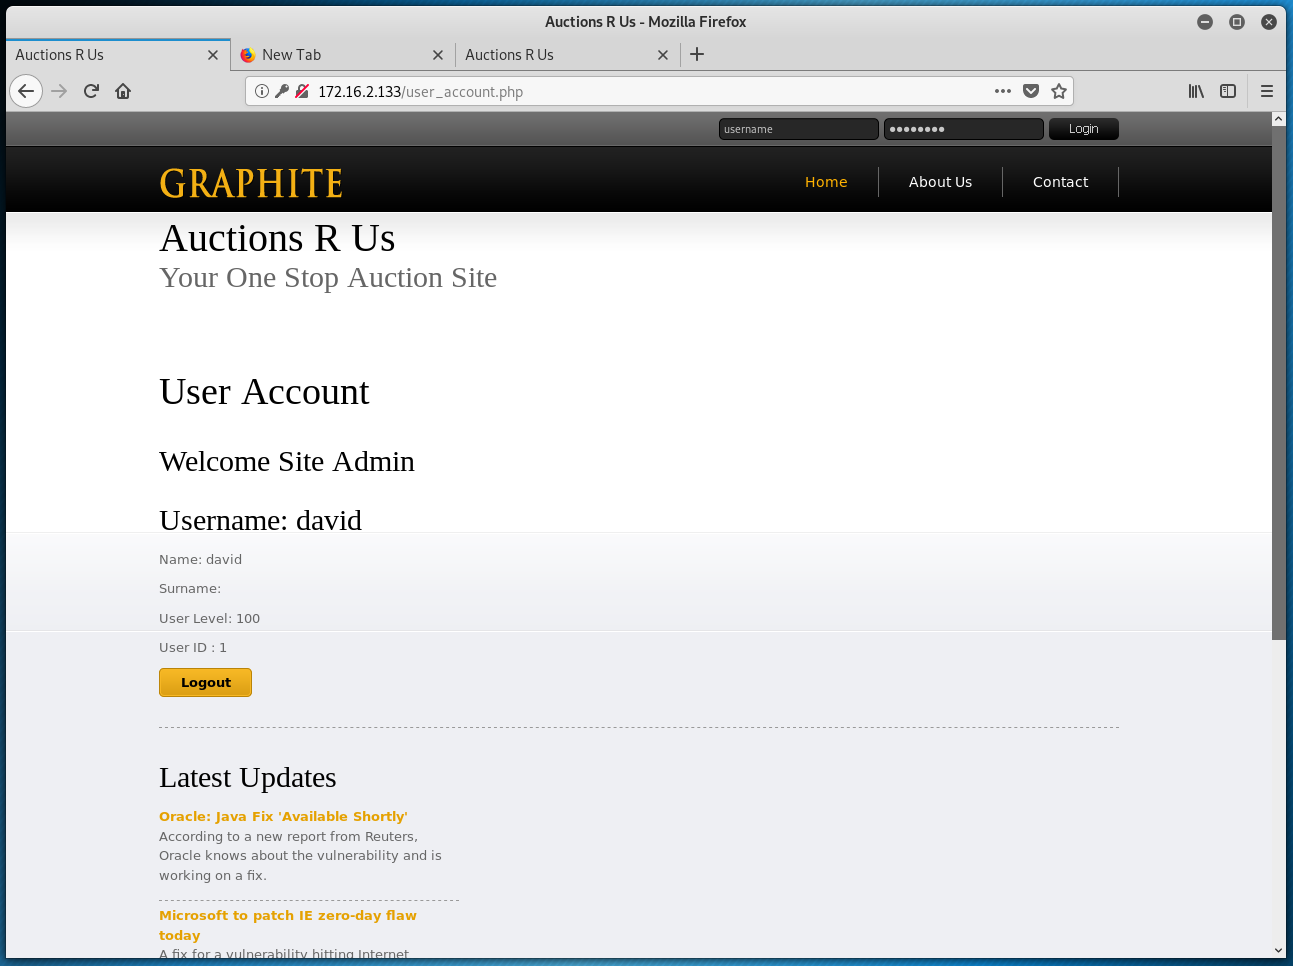 Auctions R Us - Mozilla Firefox
Auctions R Us
New Tab
Auctions R Us
172.16.2.133/user_account.php
username
Login
GRAPHITE
Home
About Us
Contact
Auctions R Us
Your One Stop Auction Site
User Account
Welcome Site Admin
Username: david
Name: david
Surname:
User Level: 100
User ID : 1
Logout
Latest Updates
Oracle: Java Fix 'Available Shortly'
According to a new report from Reuters,
Oracle knows about the vulnerability and is
working on a fix.
Microsoft to patch IE zero-day flaw
today
A fix for a vulnerability hitting Internet